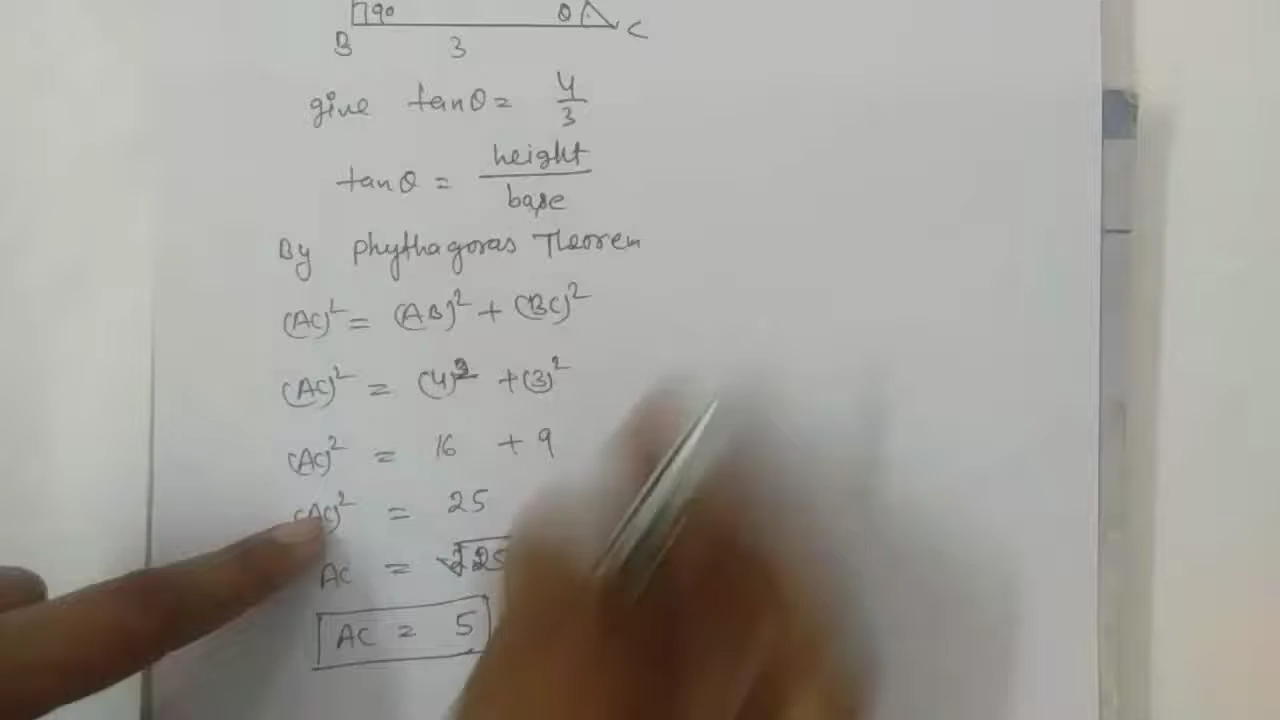 90 θ
B 3 C
give tanθ = 4/3
tanθ = height/base
By Phythagoras Theorem
(AC)² = (AB)² + (BC)²
(AC)² = (4)² + (3)²
(AC)² = 16 + 9
(AC)² = 25
AC = √25
AC = 5